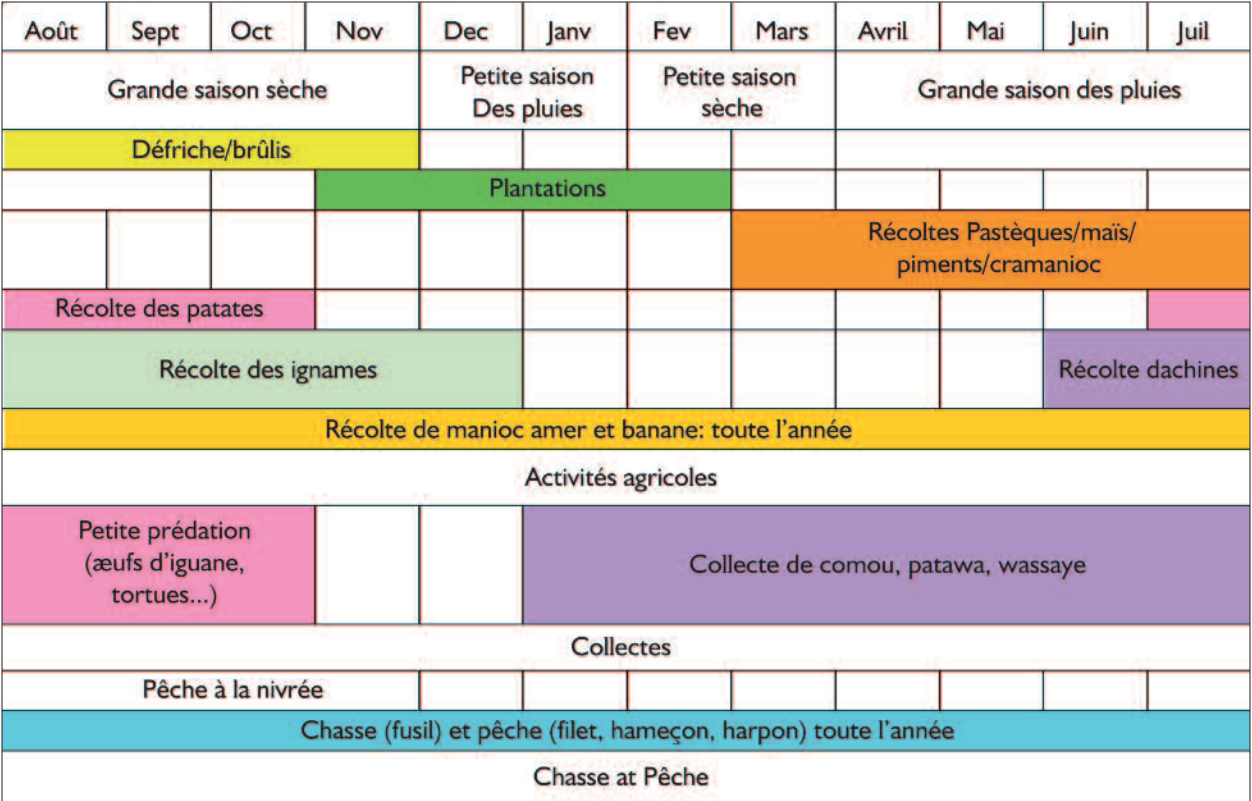 Août Sept Oct Nov Dec Janv Fev Mars Avril Mai Juin Juil
Grande saison sèche
Petite saison
Des pluies
Petite saison
sèche
Grande saison des pluies
Défriche/brûlis
Plantations
Récoltes Pastèques/maïs/
piments/cramanioc
Récolte des patates
Récolte des ignames
Récolte dachines
Récolte de manioc amer et banane: toute l'année
Activités agricoles
Petite prédation
(æufs d'iguane,
tortues...)
Collecte de comou, patawa, wassaye
Collectes
Pêche à la nivrée
Chasse (fusil) et pêche (filet, hameçon, harpon) toute l'année
Chasse at Pêche